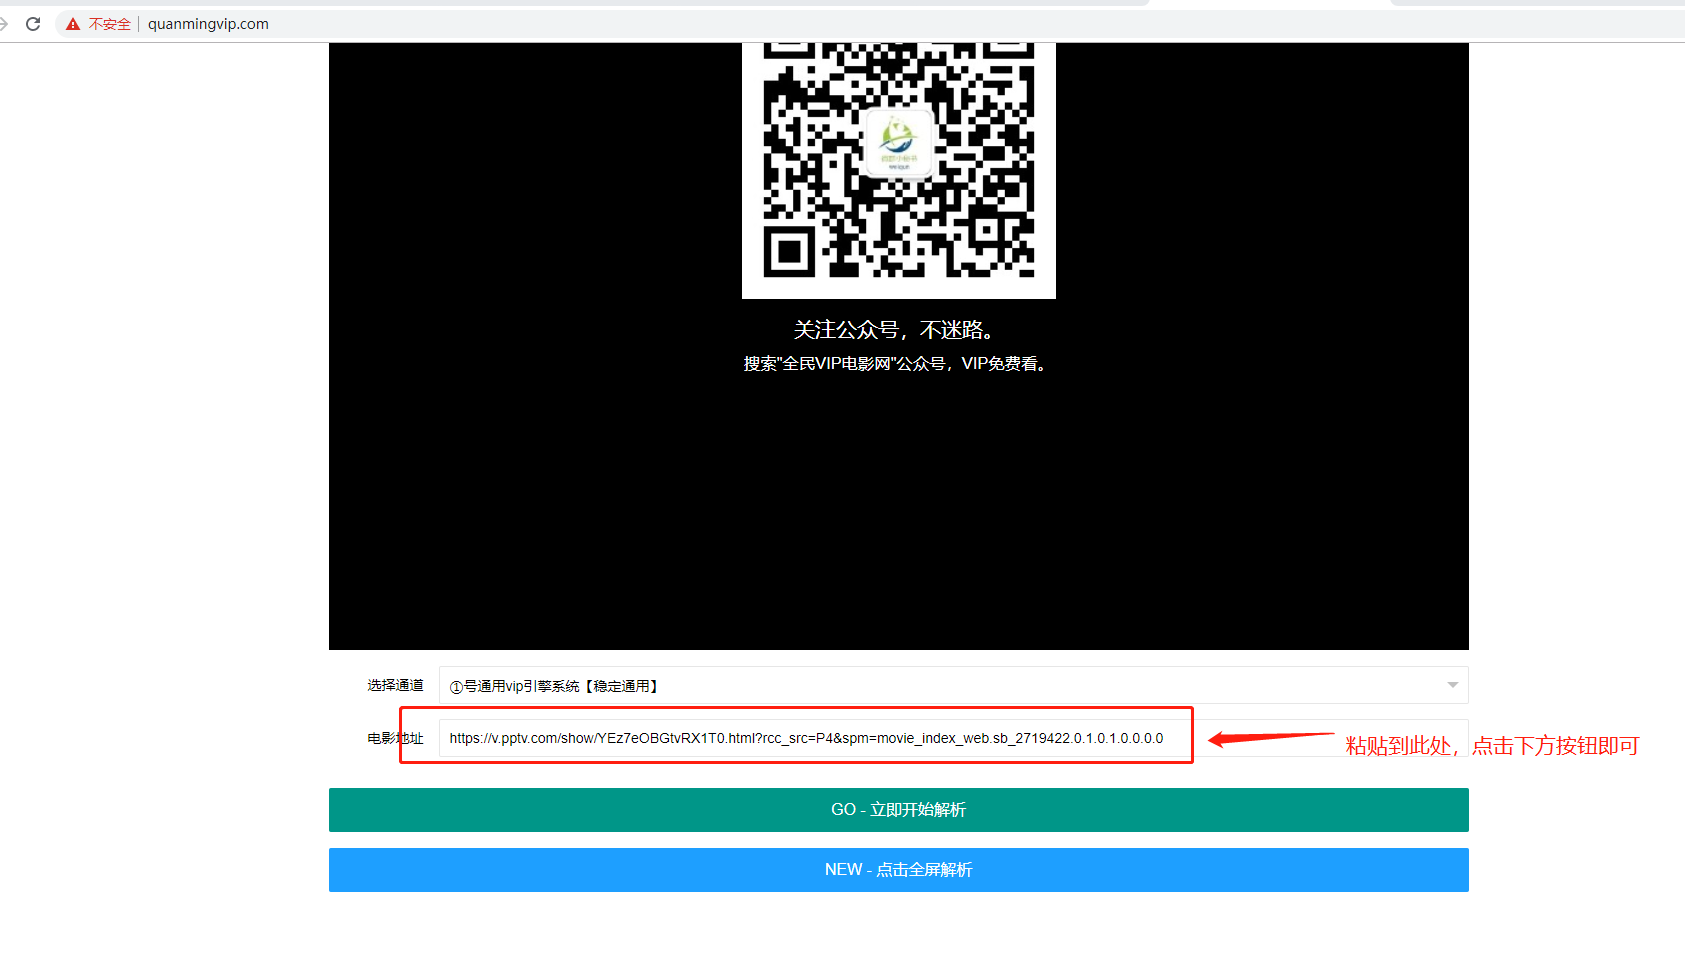 不安全 quanmingvip.com
关注公众号，不迷路。
搜索"全民VIP电影网"公众号，VIP免费看。
选择通道 ①号通用vip引擎系统【稳定通用】
电影地址 https://v.pptv.com/show/YEz7eOBGtvRX1T0.html?rcc_src=P4&spm=movie_index_web.sb_2719422.0.1.0.1.0.0.0.0
粘贴到此处，点击下方按钮即可
GO - 立即开始解析
NEW - 点击全屏解析